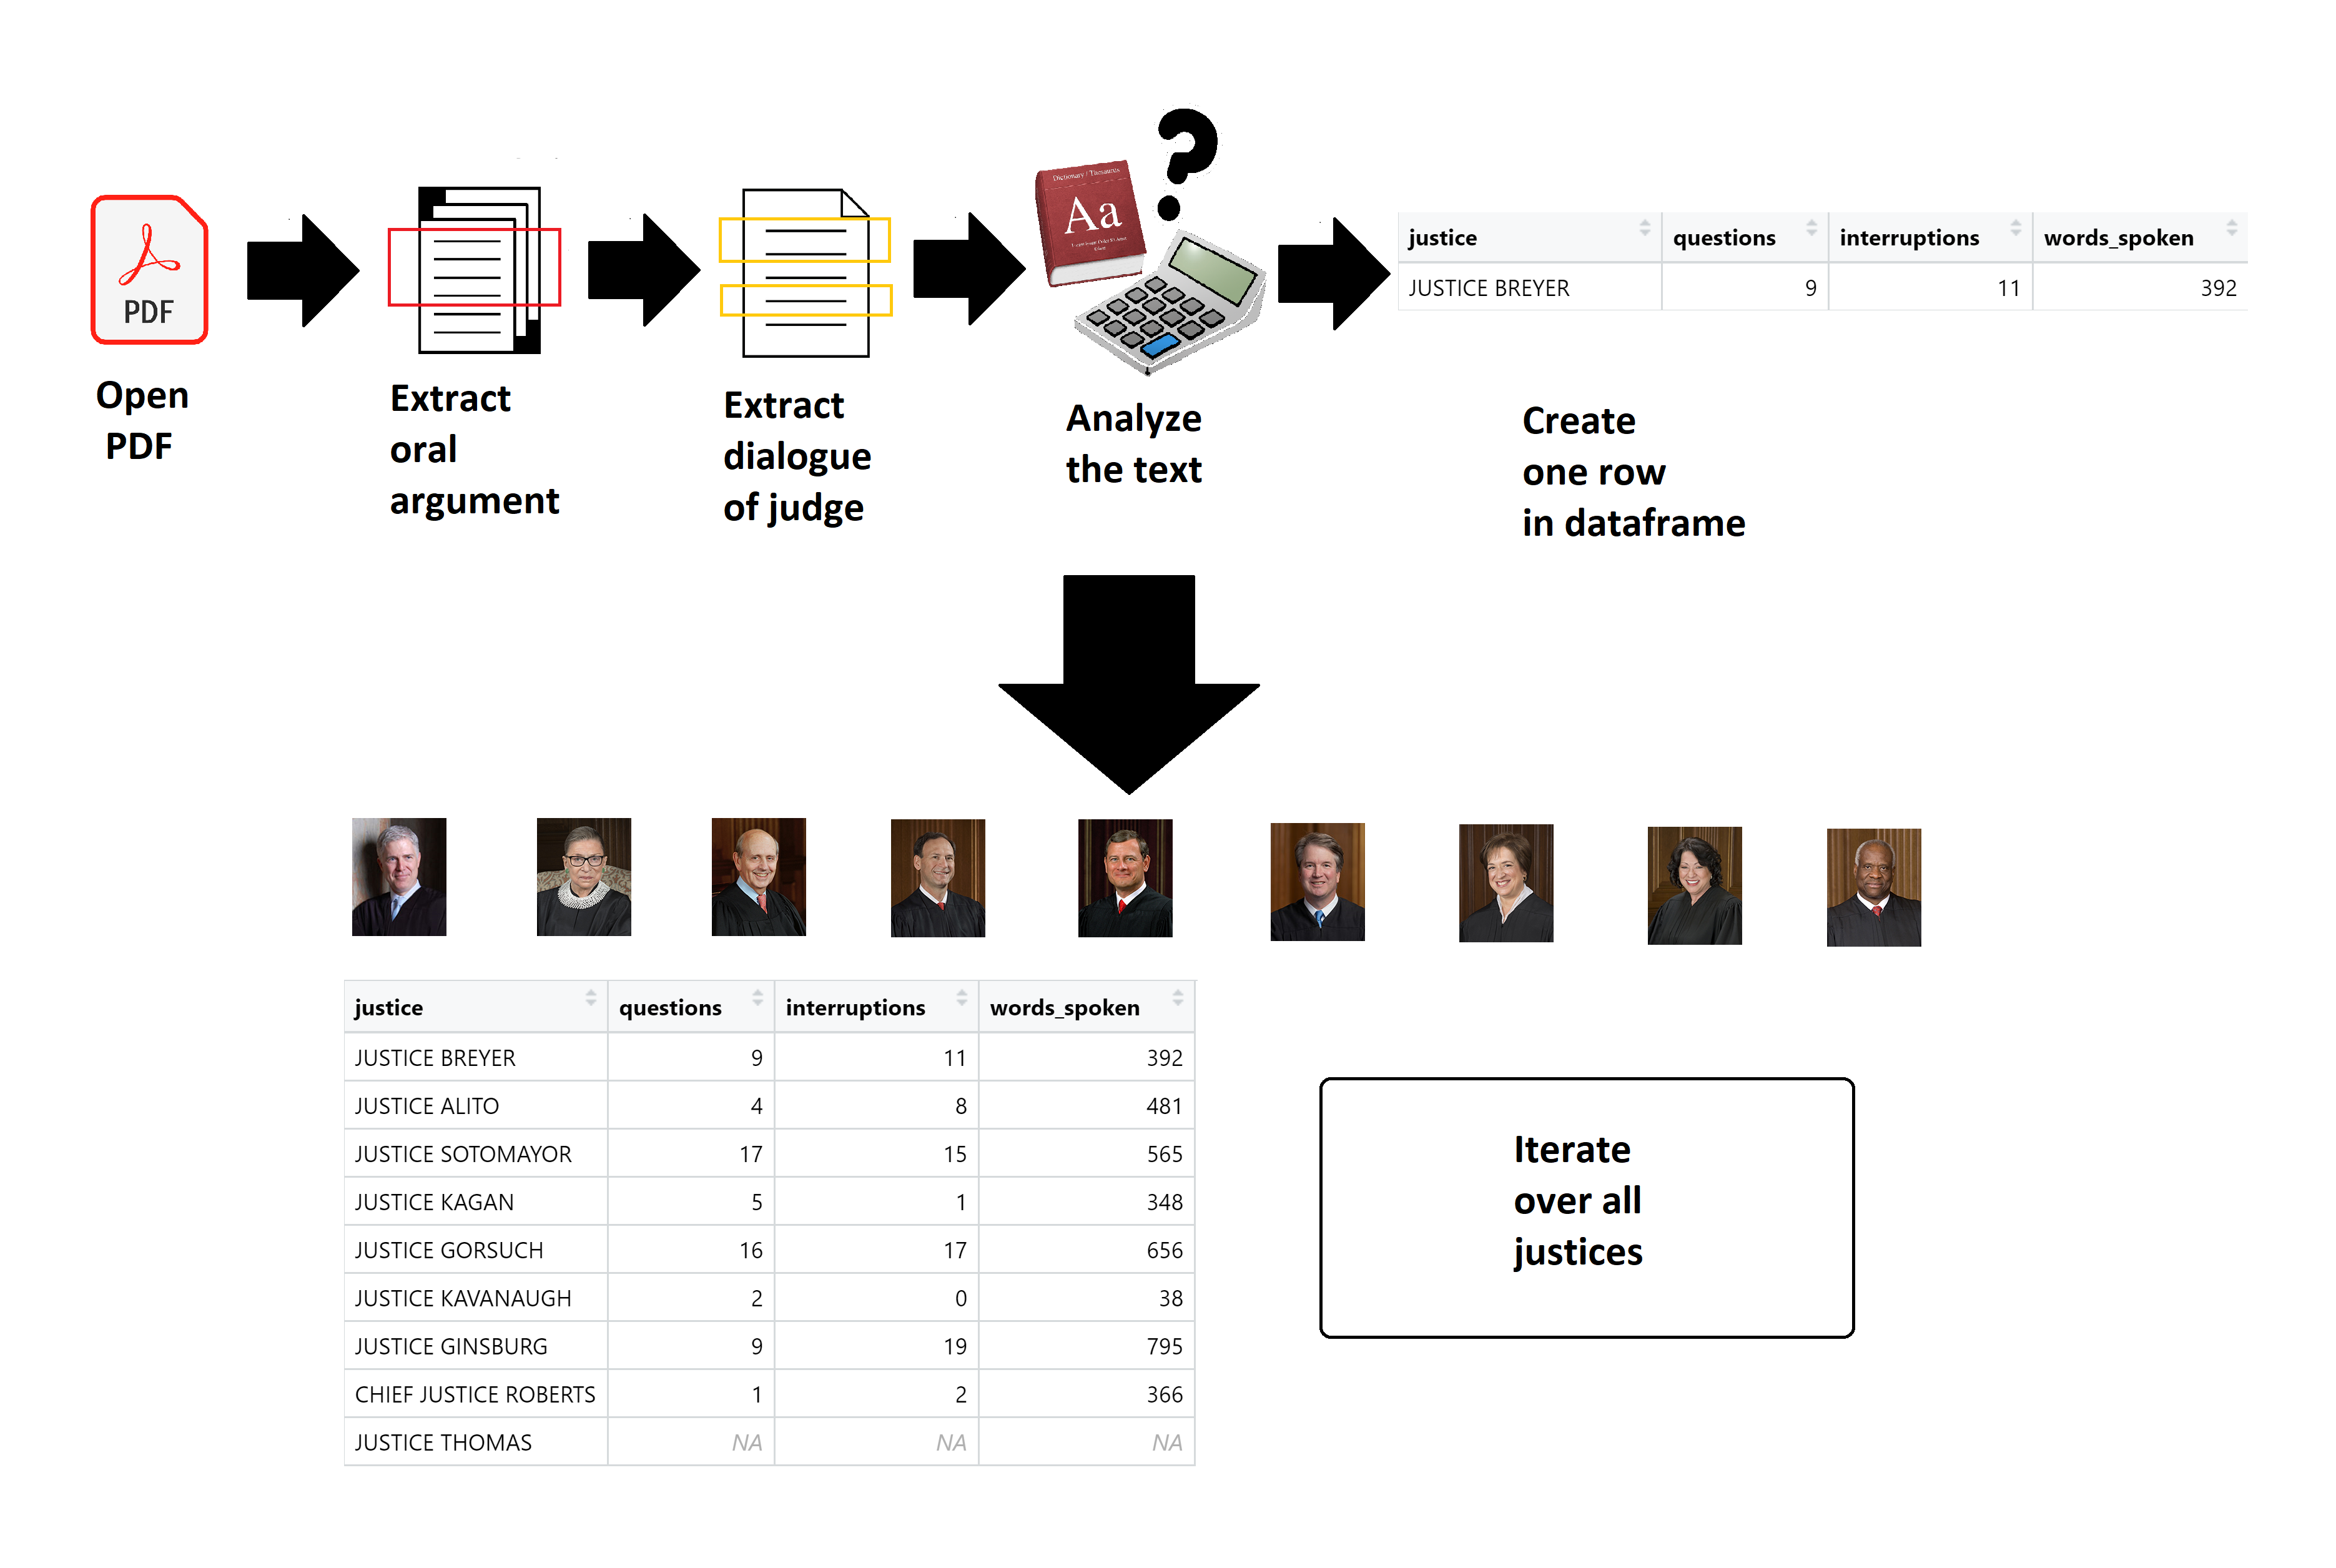 Dictionary / Thesaurus
Aa
PDF
Open
PDF
Extract
oral
argument
Extract
dialogue
of judge
Analyze
the text
justice questions interruptions words_spoken
JUSTICE BREYER 9 11 392
Create
one row
in dataframe
justice questions interruptions words_spoken
JUSTICE BREYER 9 11 392
JUSTICE ALITO 4 8 481
JUSTICE SOTOMAYOR 17 15 565
JUSTICE KAGAN 5 1 348
JUSTICE GORSUCH 16 17 656
JUSTICE KAVANAUGH 2 0 38
JUSTICE GINSBURG 9 19 795
CHIEF JUSTICE ROBERTS 1 2 366
JUSTICE THOMAS NA NA NA
Iterate
over all
justices